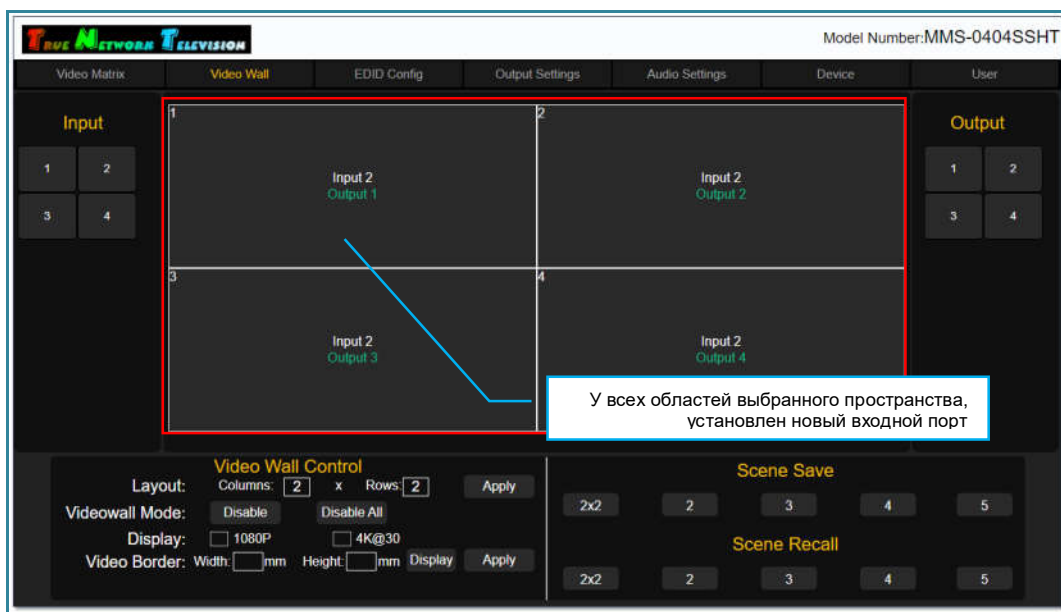 TRUE NETWORK TELEVISION
Model Number:MMS-0404SSHT
Video Matrix Video Wall EDID Config Output Settings Audio Settings Device User
Input
1 2
3 4
1
Input 2
Output 1
2
Input 2
Output 2
3
Input 2
Output 3
4
Input 2
Output 4
У всех областей выбранного пространства,
установлен новый входной порт
Output
1 2
3 4
Video Wall Control
Layout: Columns: 2 x Rows: 2 Apply
Videowall Mode: Disable Disable All
Display: 1080P 4K@30
Video Border: Width: mm Height: mm Display Apply
Scene Save
2x2 2 3 4 5
Scene Recall
2x2 2 3 4 5